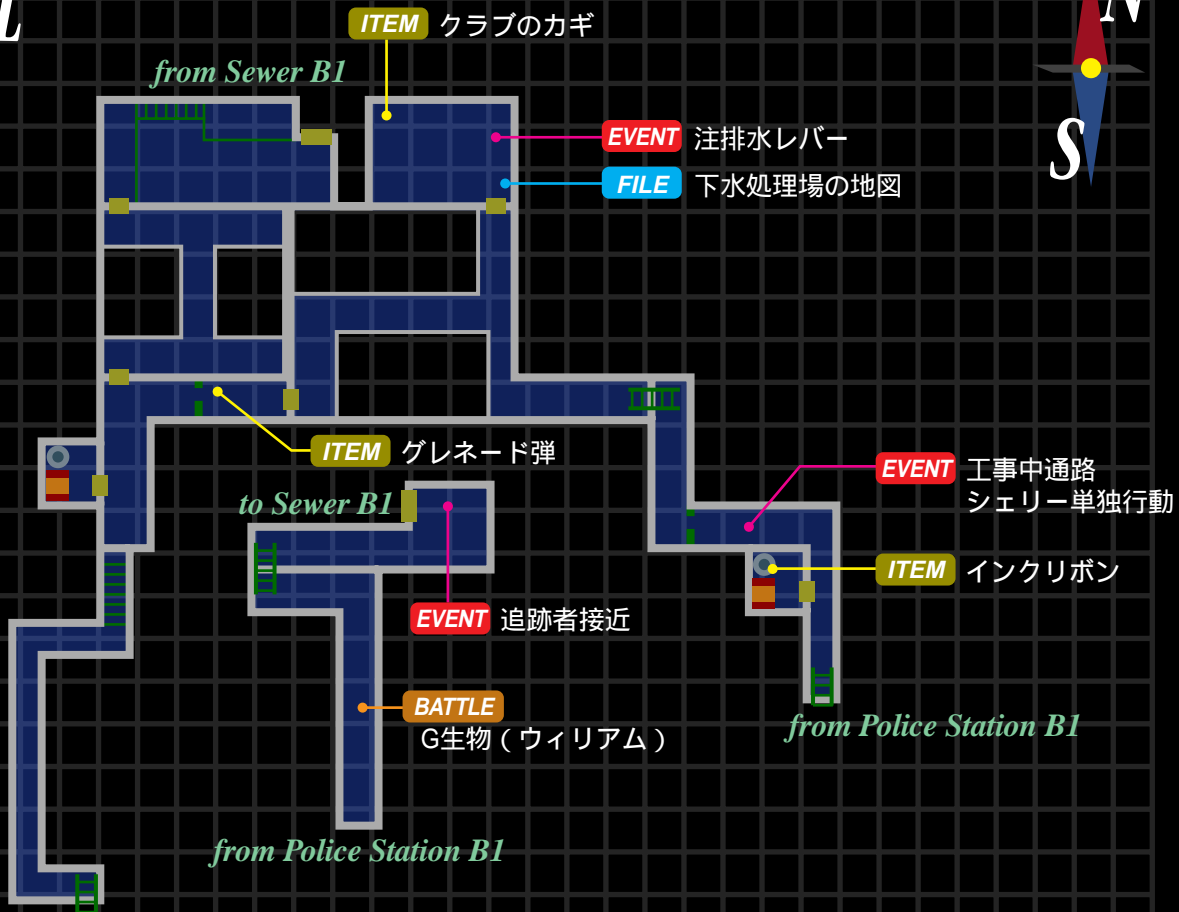 L
N
ITEM クラブのカギ
from Sewer B1
EVENT 注排水レバー
S
FILE 下水処理場の地図
ITEM グレネード弾
EVENT 工事中通路
シェリー単独行動
to Sewer B1
ITEM インクリボン
EVENT 追跡者接近
BATTLE
G生物（ウィリアム）
from Police Station B1
from Police Station B1